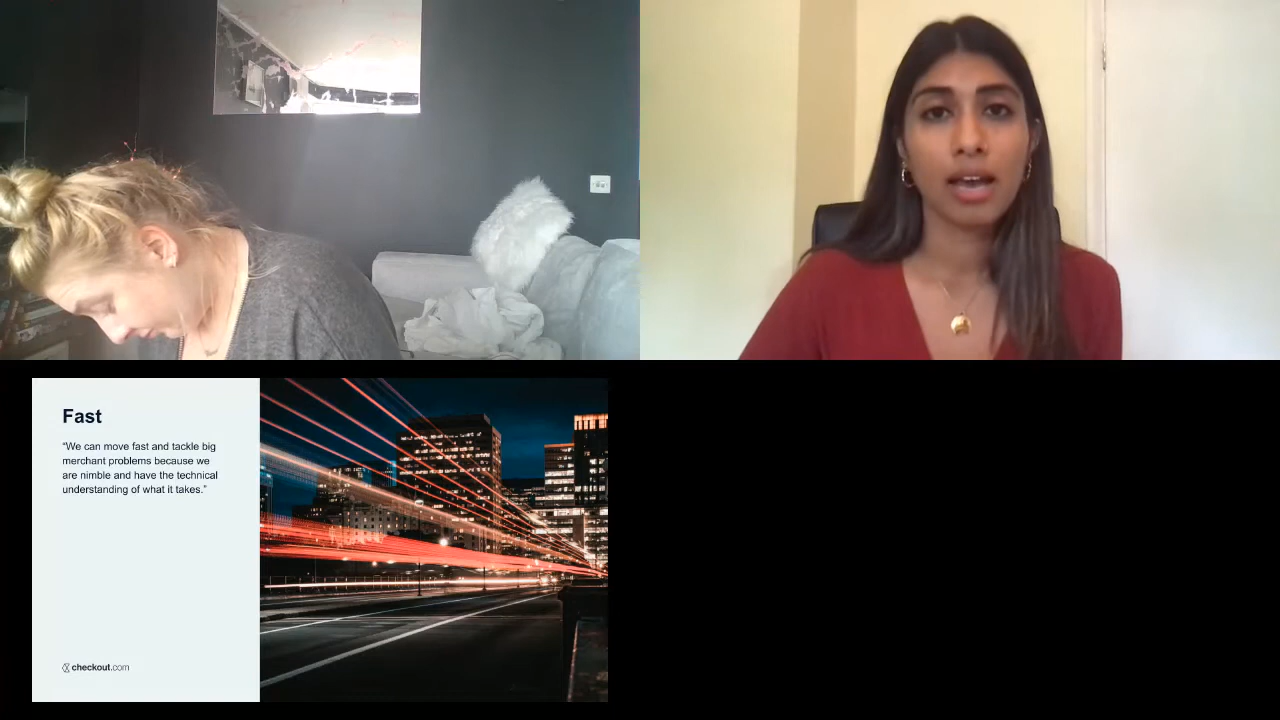 Fast
“We can move fast and tackle big
merchant problems because we
are nimble and have the technical
understanding of what it takes.”
checkout.com